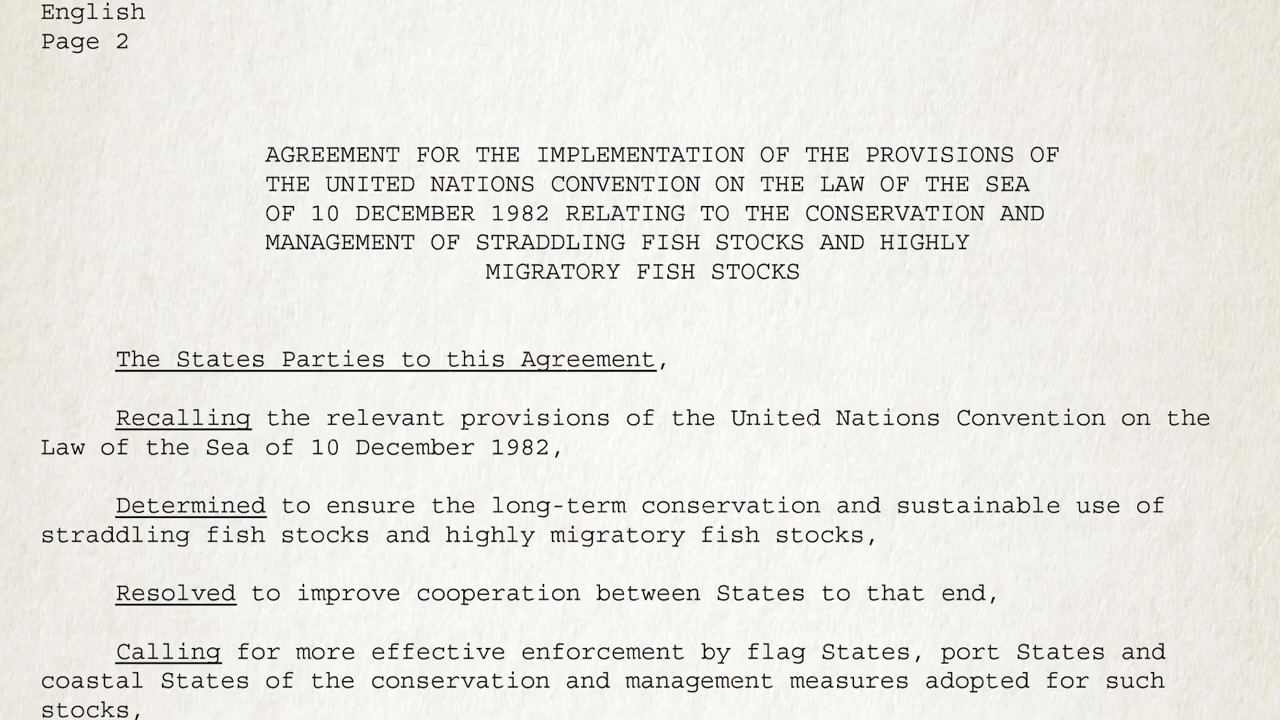 English
Page 2
AGREEMENT FOR THE IMPLEMENTATION OF THE PROVISIONS OF
THE UNITED NATIONS CONVENTION ON THE LAW OF THE SEA
OF 10 DECEMBER 1982 RELATING TO THE CONSERVATION AND
MANAGEMENT OF STRADDLING FISH STOCKS AND HIGHLY
MIGRATORY FISH STOCKS
The States Parties to this Agreement,
Recalling the relevant provisions of the United Nations Convention on the
Law of the Sea of 10 December 1982,
Determined to ensure the long-term conservation and sustainable use of
straddling fish stocks and highly migratory fish stocks,
Resolved to improve cooperation between States to that end,
Calling for more effective enforcement by flag States, port States and
coastal States of the conservation and management measures adopted for such
stocks,